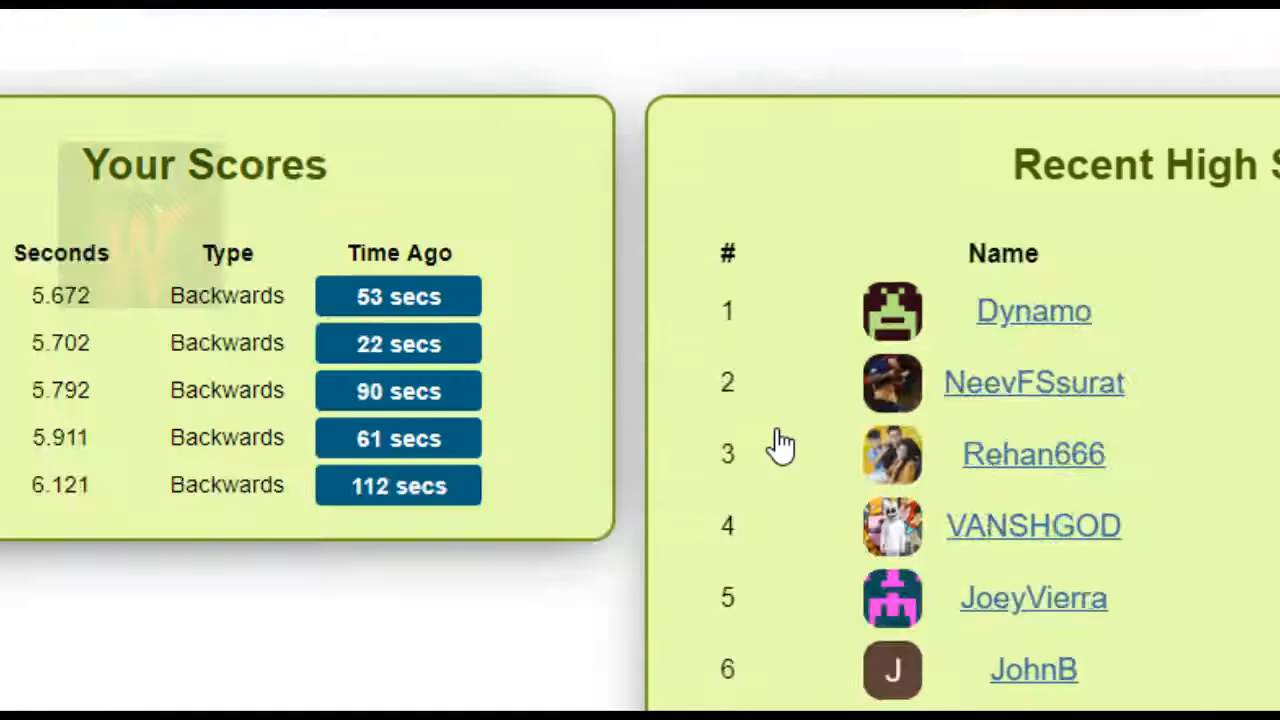 Your Scores
Seconds Type Time Ago
5.672 Backwards 53 secs
5.702 Backwards 22 secs
5.792 Backwards 90 secs
5.911 Backwards 61 secs
6.121 Backwards 112 secs
Recent High S
# Name
1 Dynamo
2 NeevFSsurat
3 Rehan666
4 VANSHGOD
5 JoeyVierra
6 J JohnB